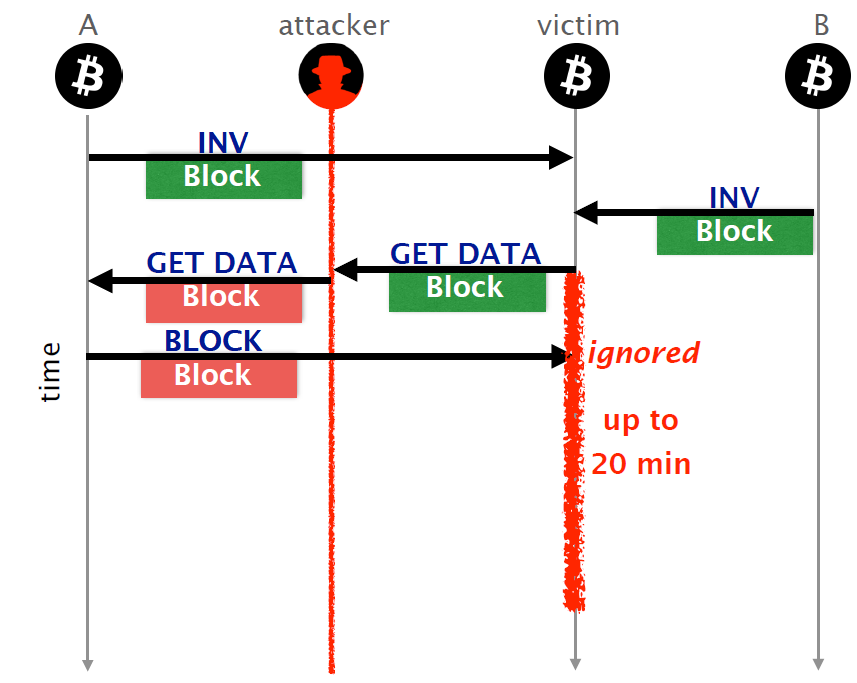 A
attacker
victim
B
INV
Block
INV
Block
GET DATA
Block
GET DATA
Block
BLOCK
Block
ignored
time
up to
20 min